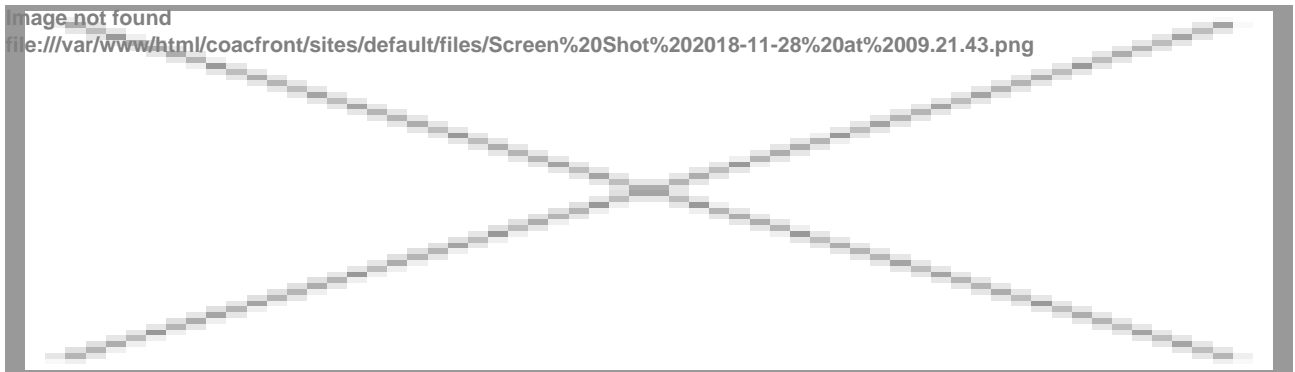 Image not found
file:///var/www/html/coacfront/sites/default/files/Screen%20Shot%202018-11-28%20at%2009.21.43.png